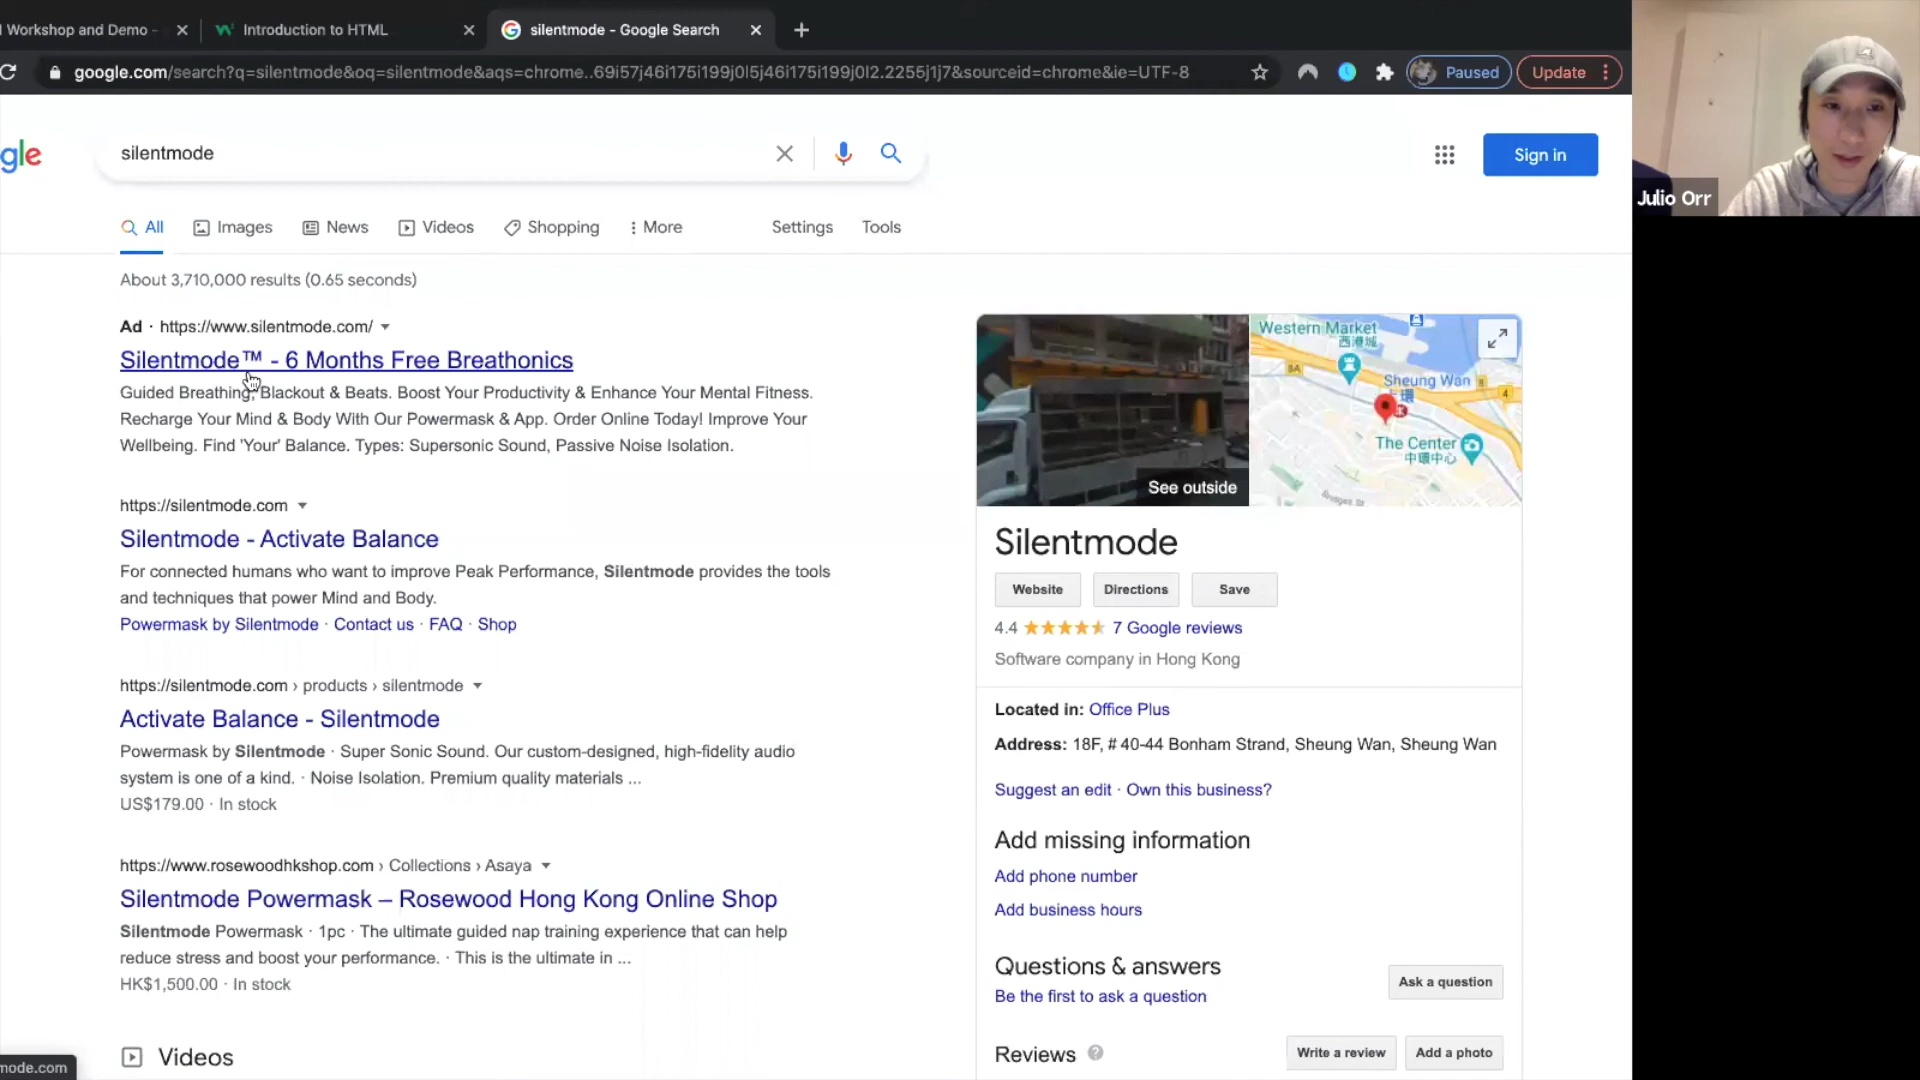 Workshop and Demo -
Introduction to HTML
silentmode - Google Search
google.com/search?q=silentmode&oq=silentmode&aqs=chrome..69i57j46i175i199j0l5j46i175i199j0l2.2255j1j7&sourceid=chrome&ie=UTF-8
Paused
Update
gle
silentmode
Sign in
All
Images
News
Videos
Shopping
More
Settings
Tools
About 3,710,000 results (0.65 seconds)
Ad · https://www.silentmode.com/
Silentmode™ - 6 Months Free Breathonics
Guided Breathing, Blackout & Beats. Boost Your Productivity & Enhance Your Mental Fitness.
Recharge Your Mind & Body With Our Powermask & App. Order Online Today! Improve Your
Wellbeing. Find 'Your' Balance. Types: Supersonic Sound, Passive Noise Isolation.
https://silentmode.com
Silentmode - Activate Balance
For connected humans who want to improve Peak Performance, Silentmode provides the tools
and techniques that power Mind and Body.
Powermask by Silentmode · Contact us · FAQ · Shop
https://silentmode.com › products › silentmode
Activate Balance - Silentmode
Powermask by Silentmode · Super Sonic Sound. Our custom-designed, high-fidelity audio
system is one of a kind. · Noise Isolation. Premium quality materials ...
US$179.00 · In stock
https://www.rosewoodhkshop.com › Collections › Asaya
Silentmode Powermask – Rosewood Hong Kong Online Shop
Silentmode Powermask · 1pc · The ultimate guided nap training experience that can help
reduce stress and boost your performance. · This is the ultimate in ...
HK$1,500.00 · In stock
Videos
mode.com
See outside
Western Market
西港城
8A
Sheung Wan
上環
4
The Center
中環中心
Silentmode
Website
Directions
Save
4.4
7 Google reviews
Software company in Hong Kong
Located in: Office Plus
Address: 18F, # 40-44 Bonham Strand, Sheung Wan, Sheung Wan
Suggest an edit · Own this business?
Add missing information
Add phone number
Add business hours
Questions & answers
Be the first to ask a question
Ask a question
Reviews
Write a review
Add a photo
Julio Orr